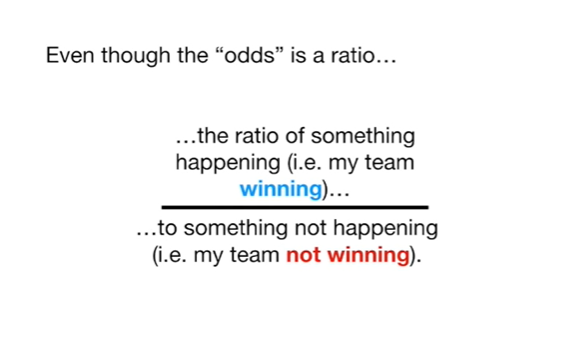 Even though the “odds” is a ratio…
…the ratio of something
happening (i.e. my team
winning)…
…to something not happening
(i.e. my team not winning).